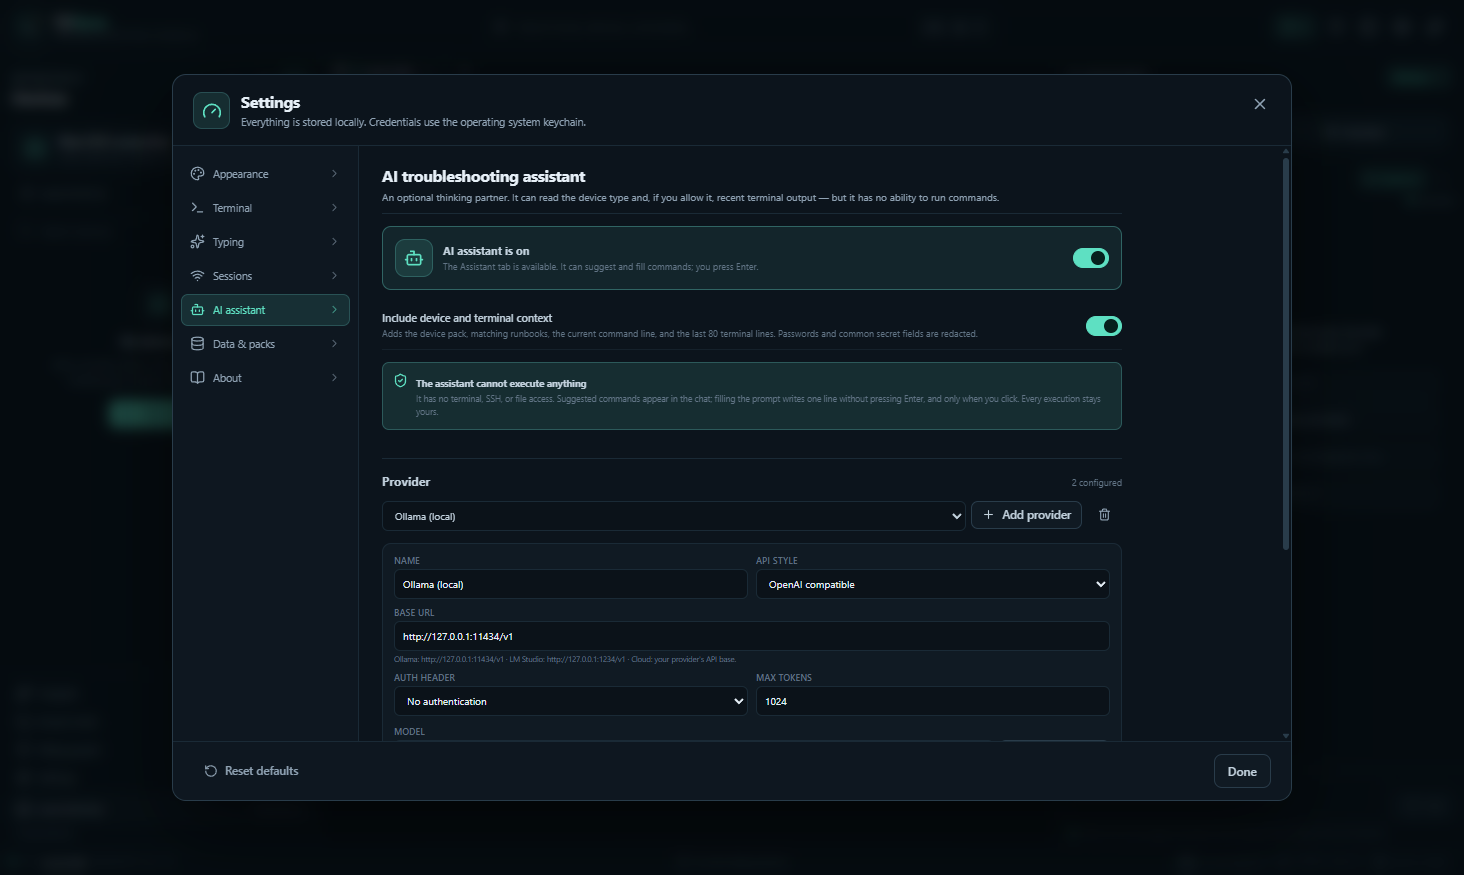 Settings
Everything is stored locally. Credentials use the operating system keychain.
Appearance
Terminal
Typing
Sessions
AI assistant
Data & packs
About
AI troubleshooting assistant
An optional thinking partner. It can read the device type and, if you allow it, recent terminal output — but it has no ability to run commands.
AI assistant is on
The Assistant tab is available. It can suggest and fill commands; you press Enter.
Include device and terminal context
Adds the device pack, matching runbooks, the current command line, and the last 80 terminal lines. Passwords and common secret fields are redacted.
The assistant cannot execute anything
It has no terminal, SSH, or file access. Suggested commands appear in the chat; filling the prompt writes one line without pressing Enter, and only when you click. Every execution stays
yours.
Provider
2 configured
Ollama (local)
Add provider
NAME
API STYLE
Ollama (local)
OpenAI compatible
BASE URL
http://127.0.0.1:11434/v1
Ollama: http://127.0.0.1:11434/v1 · LM Studio: http://127.0.0.1:1234/v1 · Cloud: your provider's API base.
AUTH HEADER
MAX TOKENS
No authentication
1024
MODEL
Reset defaults
Done